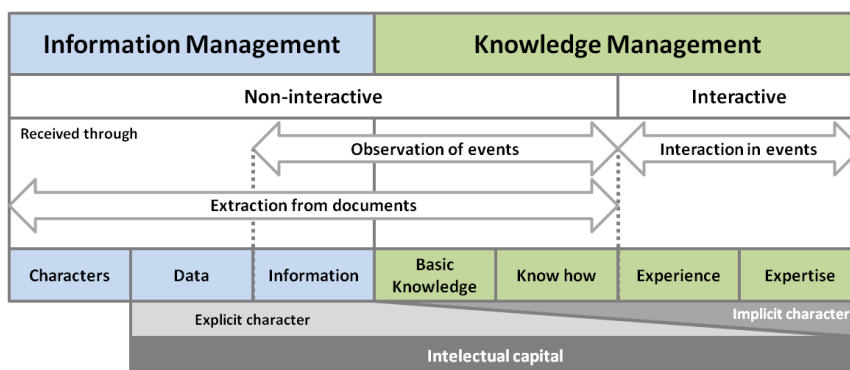 Information Management
Knowledge Management
Non-interactive
Interactive
Received through
Observation of events
Interaction in events
Extraction from documents
Characters
Data
Information
Basic
Knowledge
Know how
Experience
Expertise
Explicit character
Implicit character
Intelectual capital